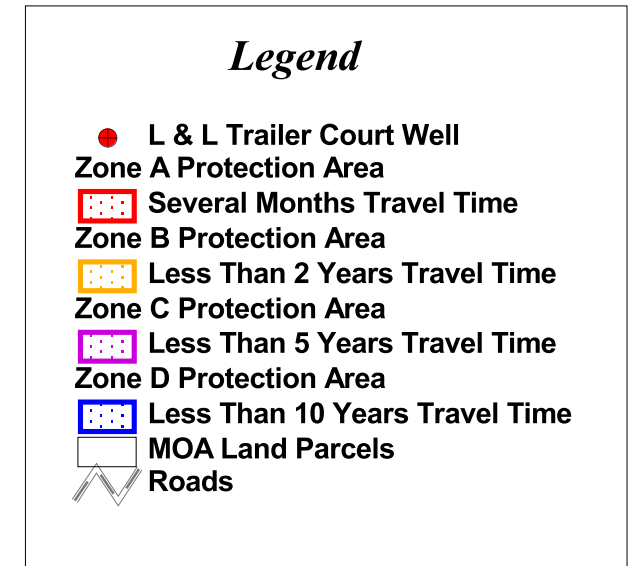 Legend
L & L Trailer Court Well
Zone A Protection Area
Several Months Travel Time
Zone B Protection Area
Less Than 2 Years Travel Time
Zone C Protection Area
Less Than 5 Years Travel Time
Zone D Protection Area
Less Than 10 Years Travel Time
MOA Land Parcels
Roads